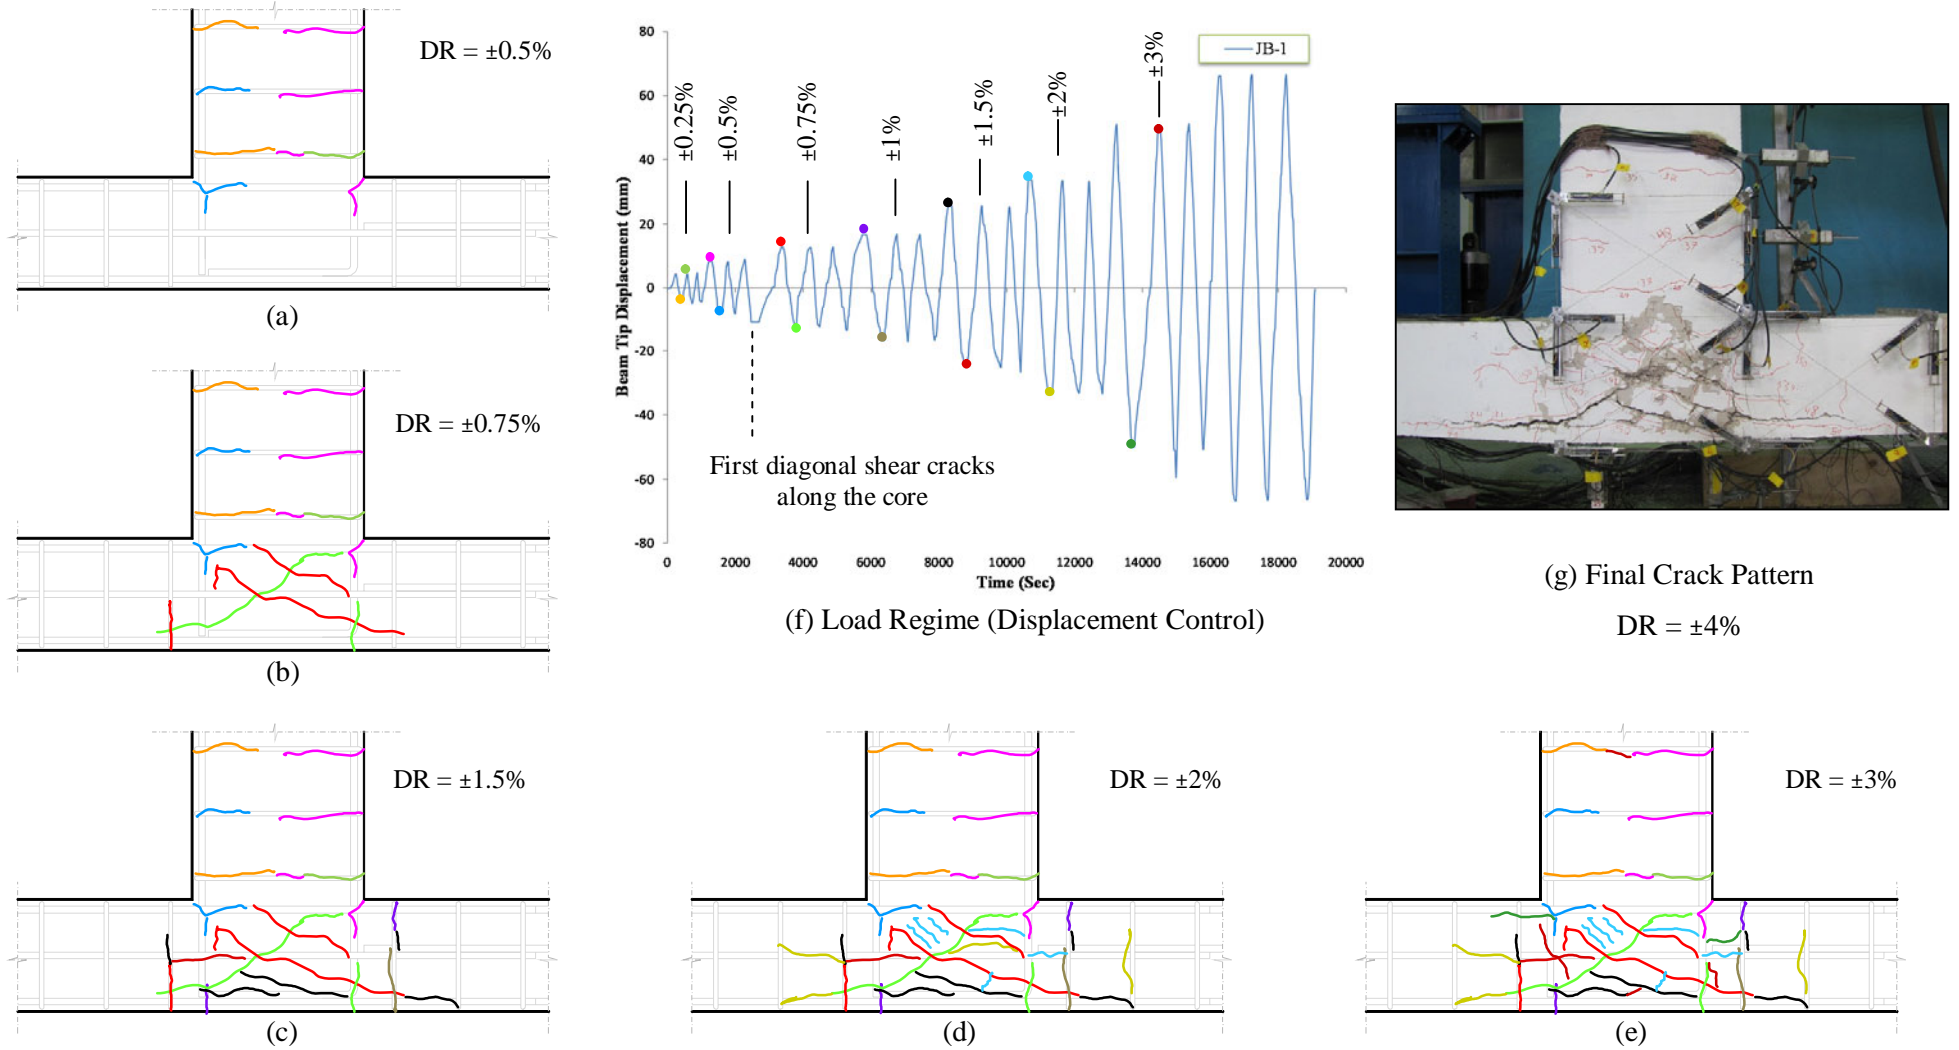 DR = ±0.5%
(a)
DR = ±0.75%
(b)
DR = ±1.5%
(c)
80
60
40
20
0
-20
-40
-60
-80
Beam Tip Displacement (mm)
±0.25%
±0.5%
±0.75%
±1%
±1.5%
±2%
±3%
JB-1
First diagonal shear cracks
along the core
0 2000 4000 6000 8000 10000 12000 14000 16000 18000 20000
Time (Sec)
(f) Load Regime (Displacement Control)
(g) Final Crack Pattern
DR = ±4%
DR = ±2%
(d)
DR = ±3%
(e)